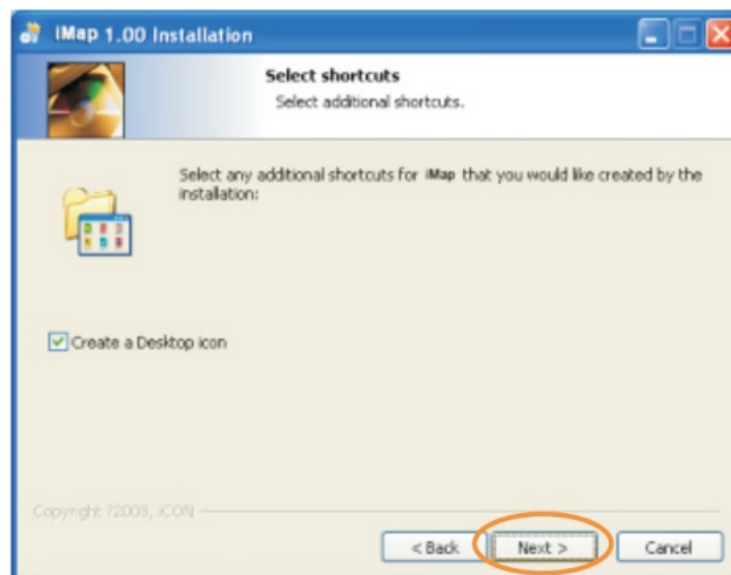 iMap 1.00 Installation
Select shortcuts
Select additional shortcuts.
Select any additional shortcuts for iMap that you would like created by the
installation:
Create a Desktop icon
Copyright ?2008, iCON
< Back
Next >
Cancel